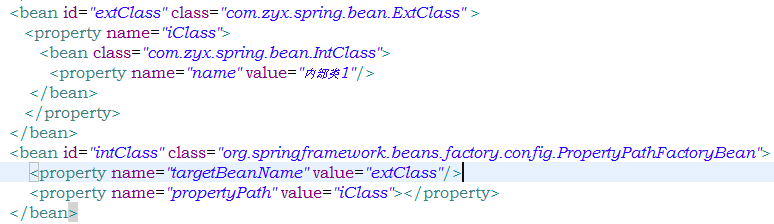 <bean id="extClass" class="com.zyx.spring.bean.ExtClass" >
<property name="iClass">
<bean class="com.zyx.spring.bean.IntClass">
<property name="name" value="内部类1"/>
</bean>
</property>
</bean>
<bean id="intClass" class="org.springframework.beans.factory.config.PropertyPathFactoryBean">
<property name="targetBeanName" value="extClass"/>
<property name="propertyPath" value="iClass"></property>
</bean>